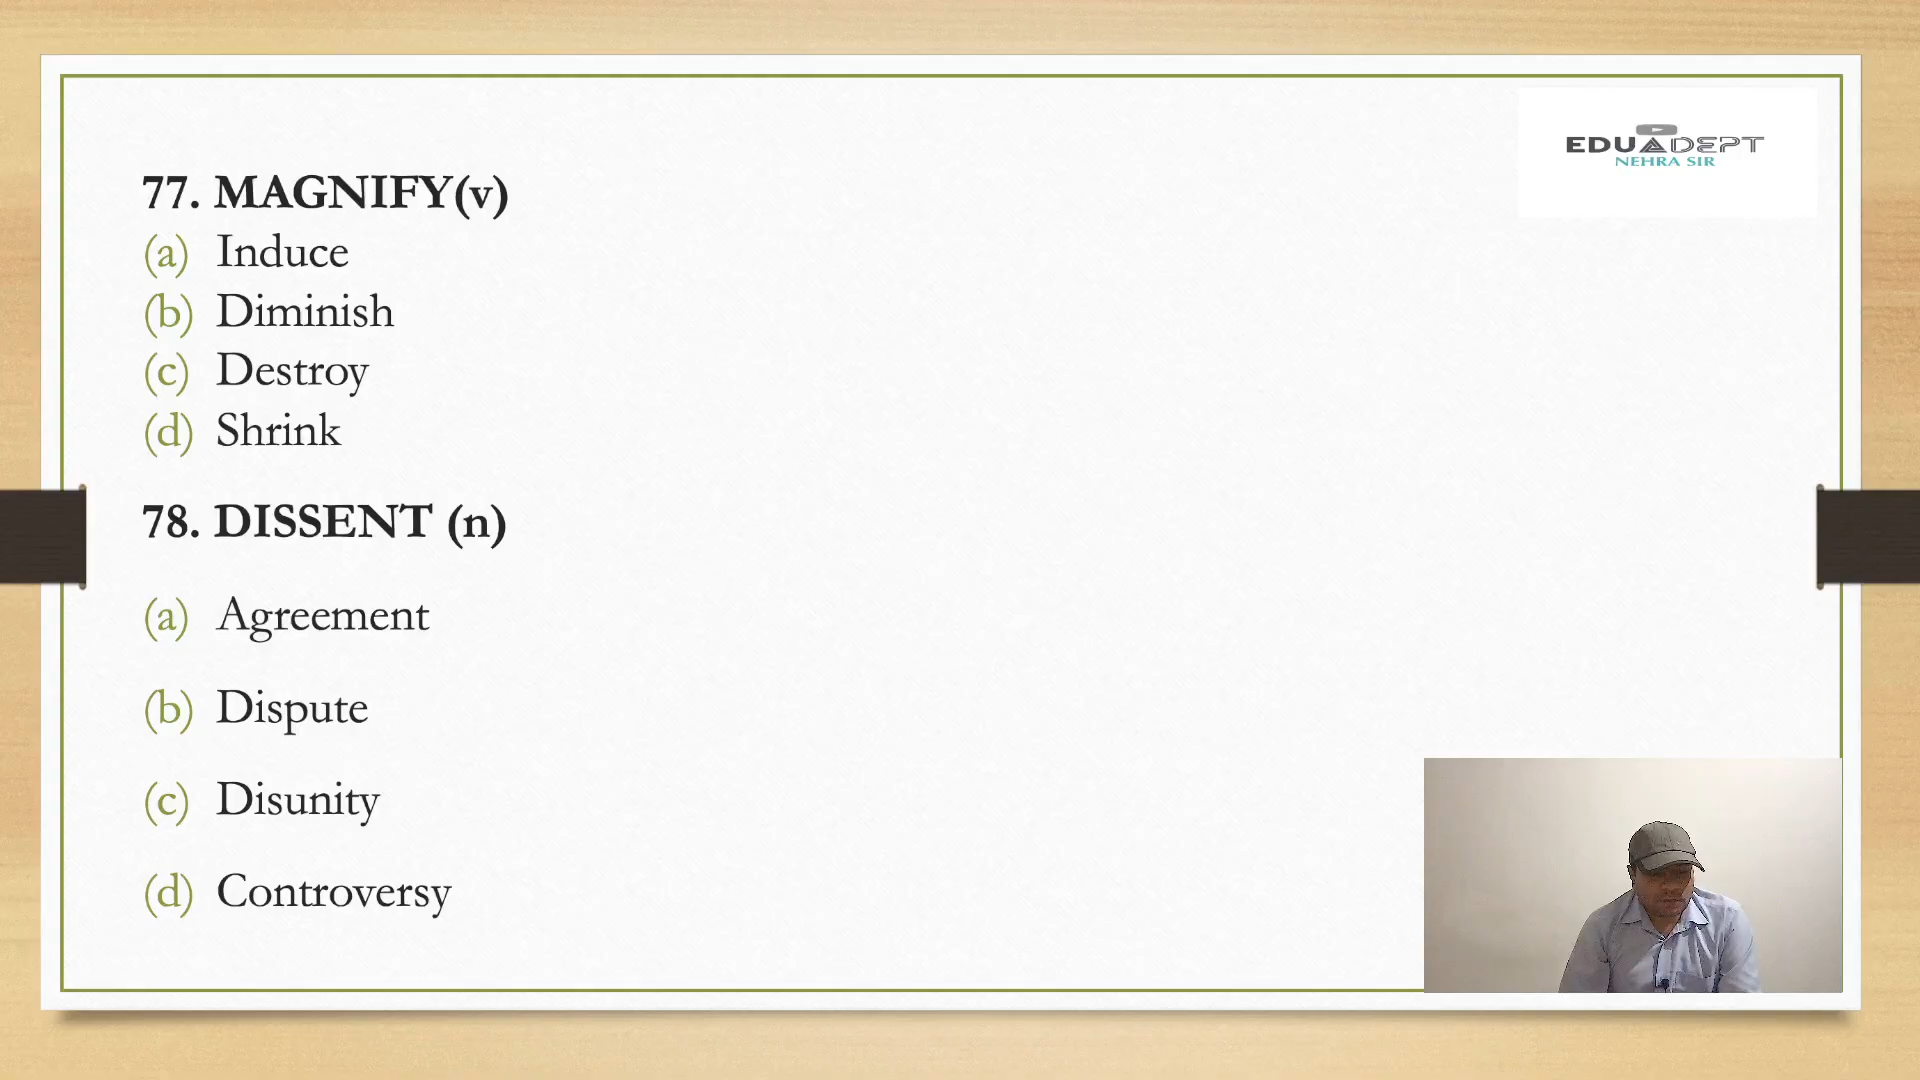 EDUADEPT
NEHRA SIR
77. MAGNIFY(v)
(a) Induce
(b) Diminish
(c) Destroy
(d) Shrink
78. DISSENT (n)
(a) Agreement
(b) Dispute
(c) Disunity
(d) Controversy